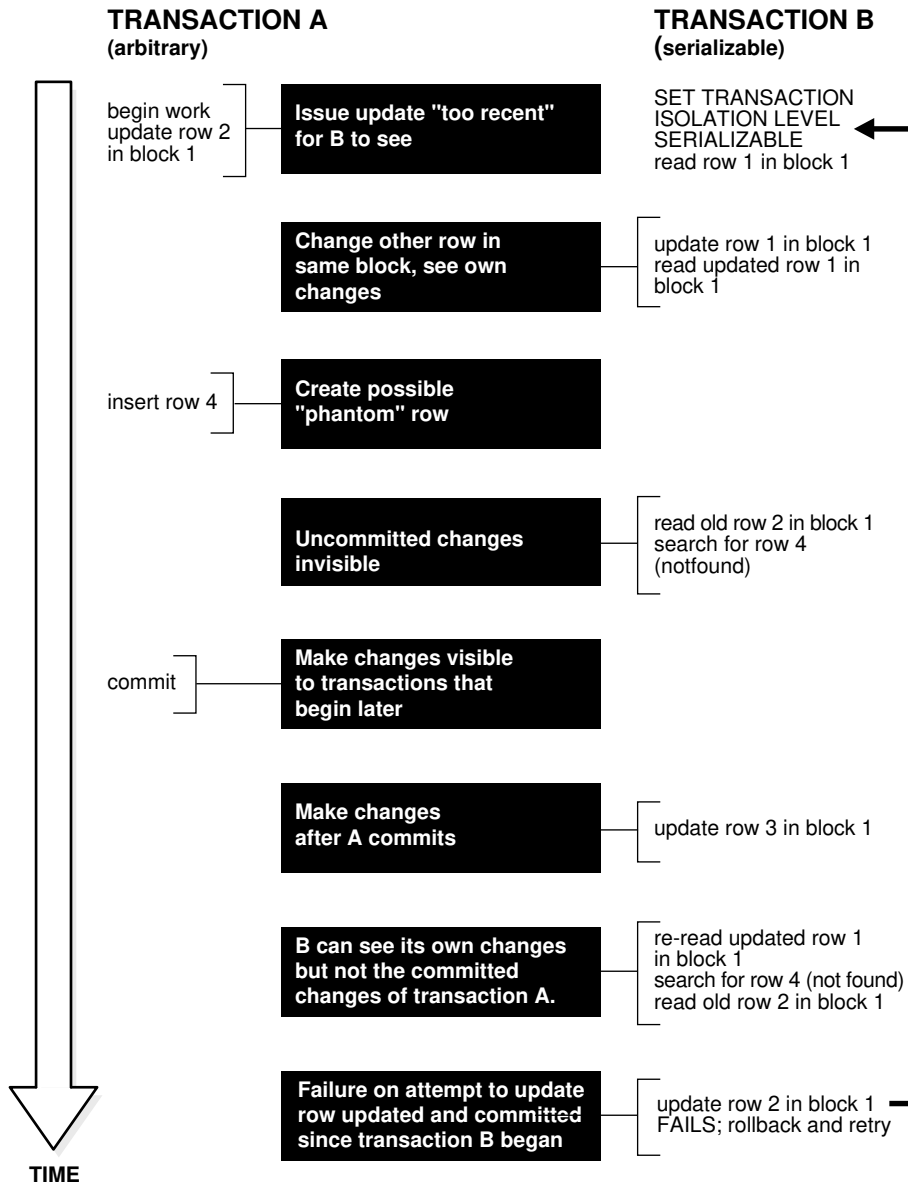 TRANSACTION A
(arbitrary)
TRANSACTION B
(serializable)
begin work
update row 2
in block 1
Issue update "too recent"
for B to see
SET TRANSACTION
ISOLATION LEVEL
SERIALIZABLE
read row 1 in block 1
Change other row in
same block, see own
changes
update row 1 in block 1
read updated row 1 in
block 1
insert row 4
Create possible
"phantom" row
Uncommitted changes
invisible
read old row 2 in block 1
search for row 4
(notfound)
commit
Make changes visible
to transactions that
begin later
Make changes
after A commits
update row 3 in block 1
B can see its own changes
but not the committed
changes of transaction A.
re-read updated row 1
in block 1
search for row 4 (not found)
read old row 2 in block 1
Failure on attempt to update
row updated and committed
since transaction B began
update row 2 in block 1
FAILS; rollback and retry
TIME